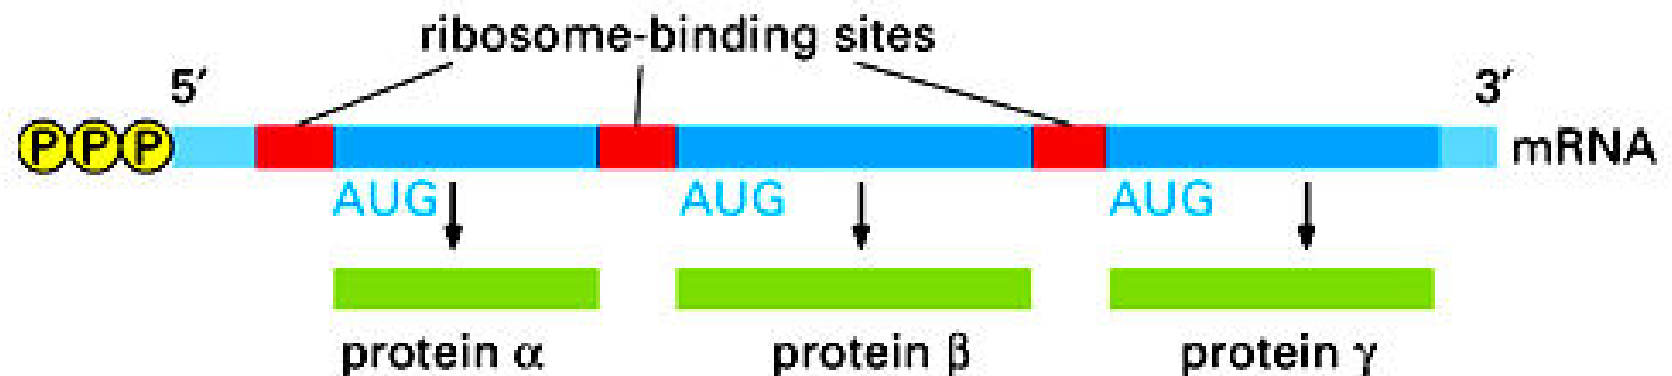 ribosome-binding sites
5′ 3′
PPP mRNA
AUG AUG AUG
protein α protein β protein γ